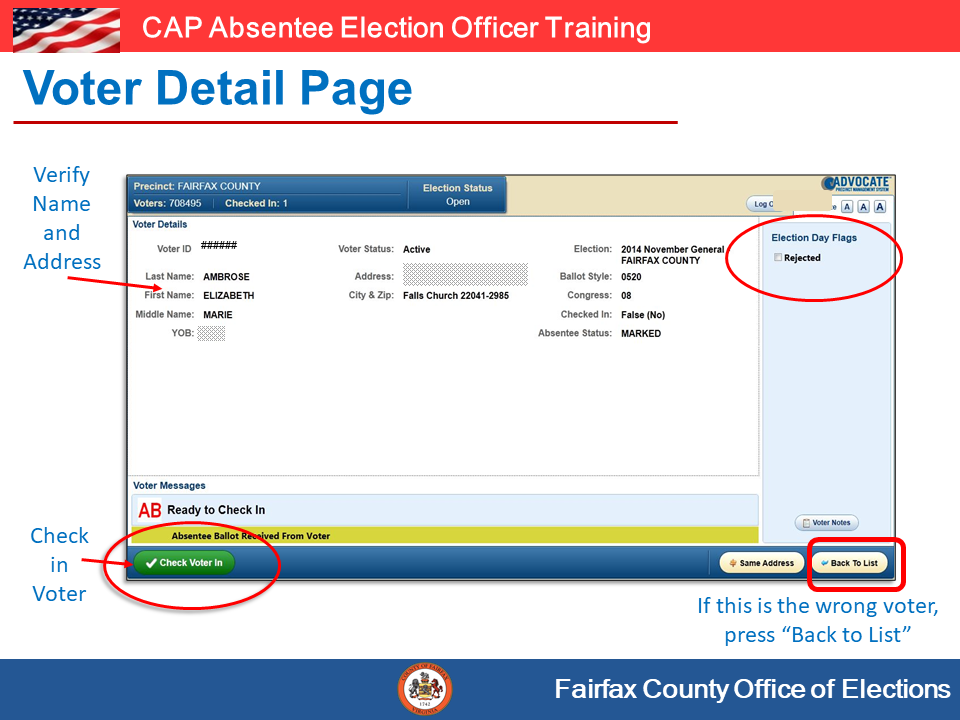 CAP Absentee Election Officer Training
Voter Detail Page
Verify
Name
and
Address
Precinct: FAIRFAX COUNTY
Voters: 708495 Checked In: 1
Election Status
Open
ADVOCATE
PRECINCT MANAGEMENT SYSTEM
Log
A A A
Voter Details
Voter ID ######
Voter Status: Active
Election: 2014 November General
FAIRFAX COUNTY
Last Name: AMBROSE
Address:
Ballot Style: 0520
First Name: ELIZABETH
City & Zip: Falls Church 22041-2985
Congress: 08
Middle Name: MARIE
Checked In: False (No)
YOB:
Absentee Status: MARKED
Election Day Flags
Rejected
Voter Messages
AB Ready to Check In
Absentee Ballot Received From Voter
Voter Notes
Check Voter In
Same Address
Back To List
Check
in
Voter
If this is the wrong voter,
press “Back to List”
COUNTY OF FAIRFAX
1742
VIRGINIA
Fairfax County Office of Elections